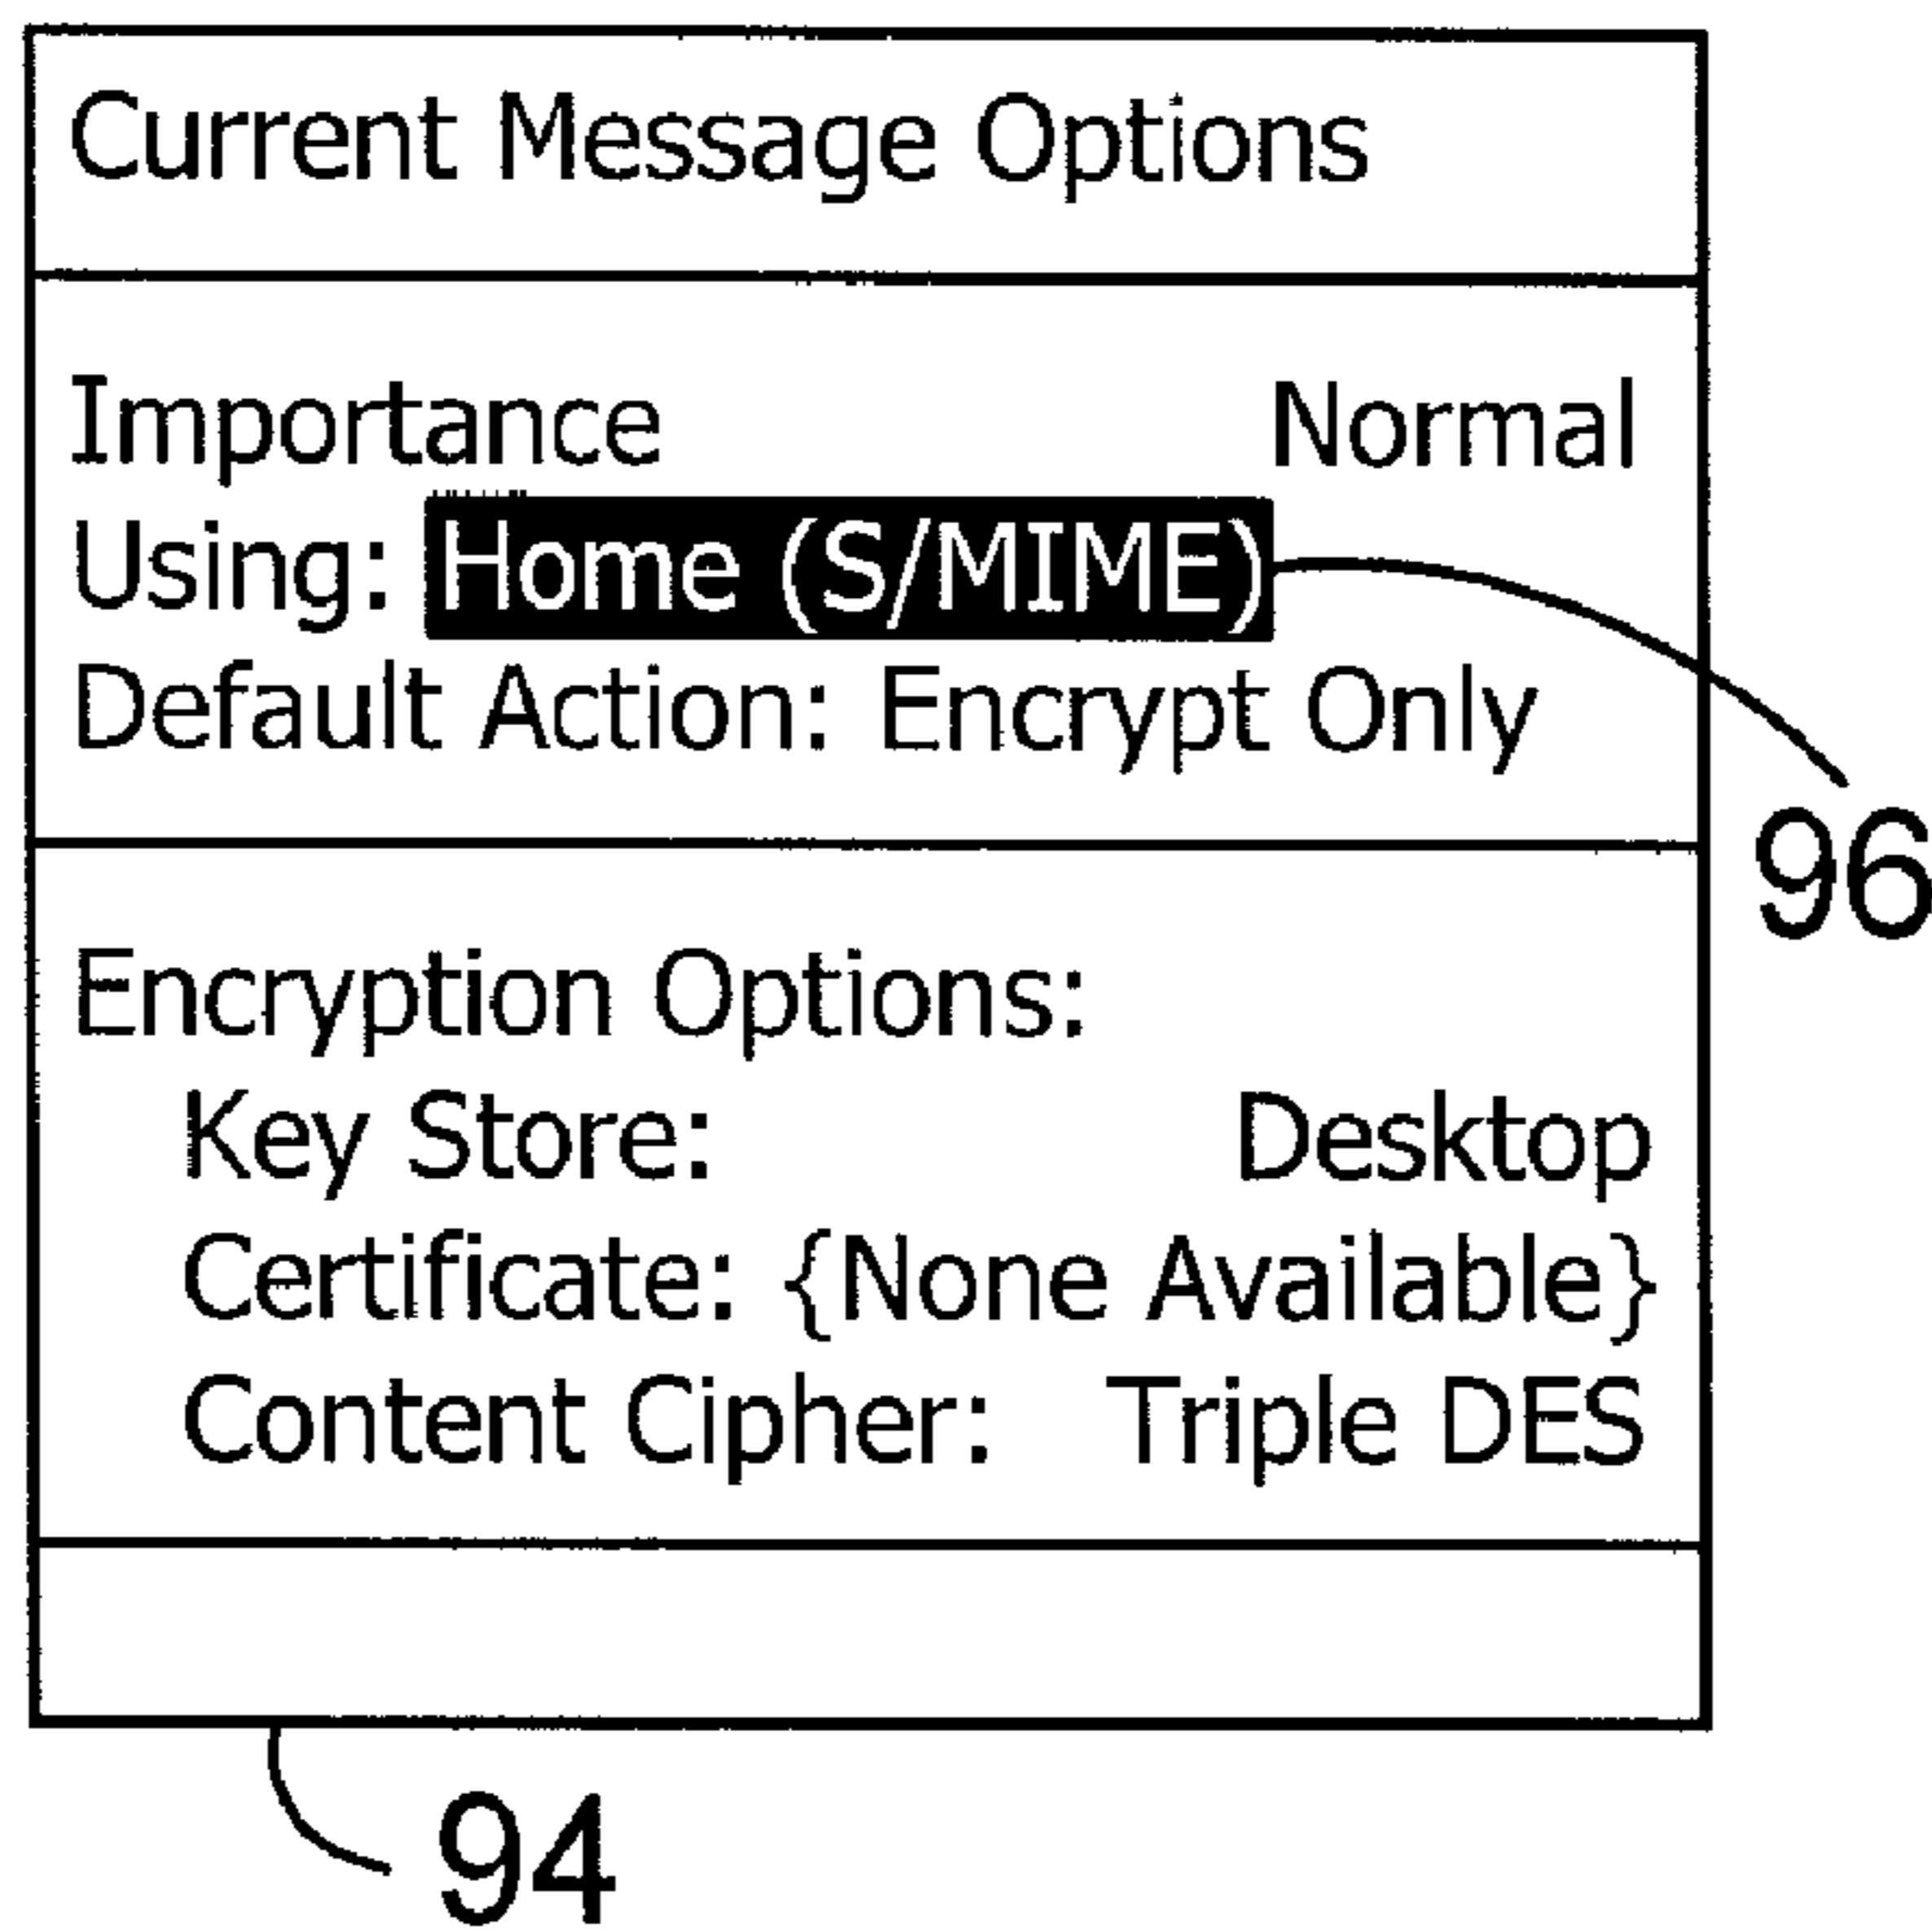 Current Message Options
Importance Normal
Using: Home (S/MIME)
Default Action: Encrypt Only
96
Encryption Options:
Key Store: Desktop
Certificate: {None Available}
Content Cipher: Triple DES
94